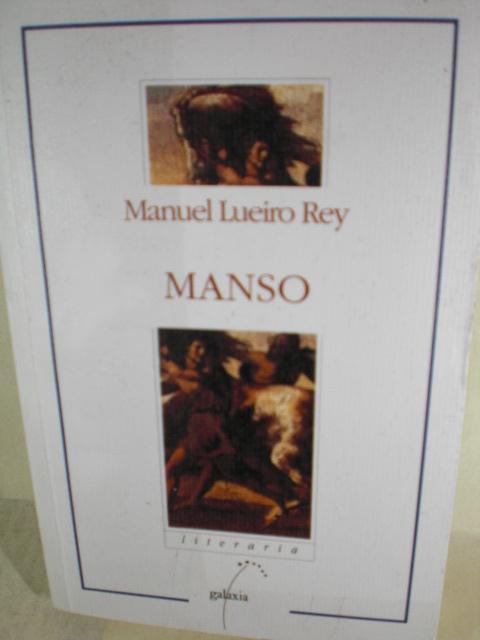 Manuel Lueiro Rey
MANSO
literaria
galaxia